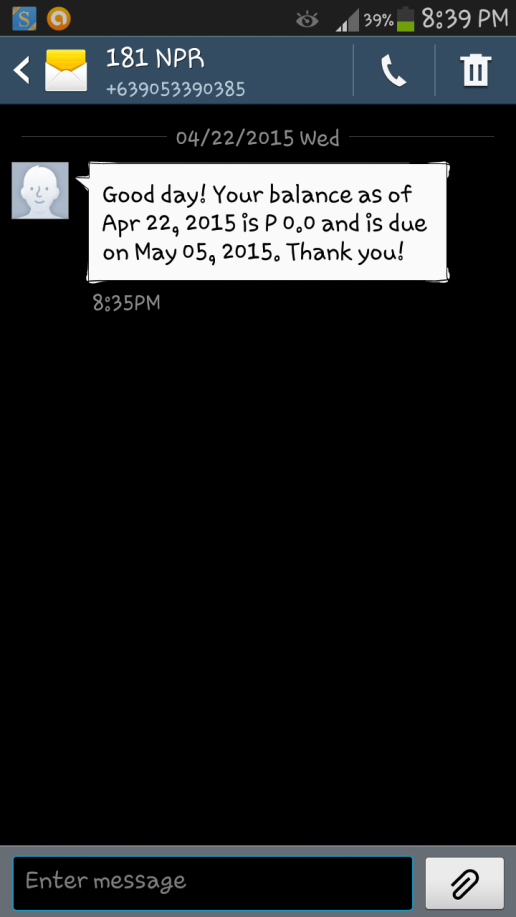 S a 39% 8:39 PM
181 NPR
+639053390385
04/22/2015 Wed
Good day! Your balance as of
Apr 22, 2015 is P 0.0 and is due
on May 05, 2015. Thank you!
8:35PM
Enter message